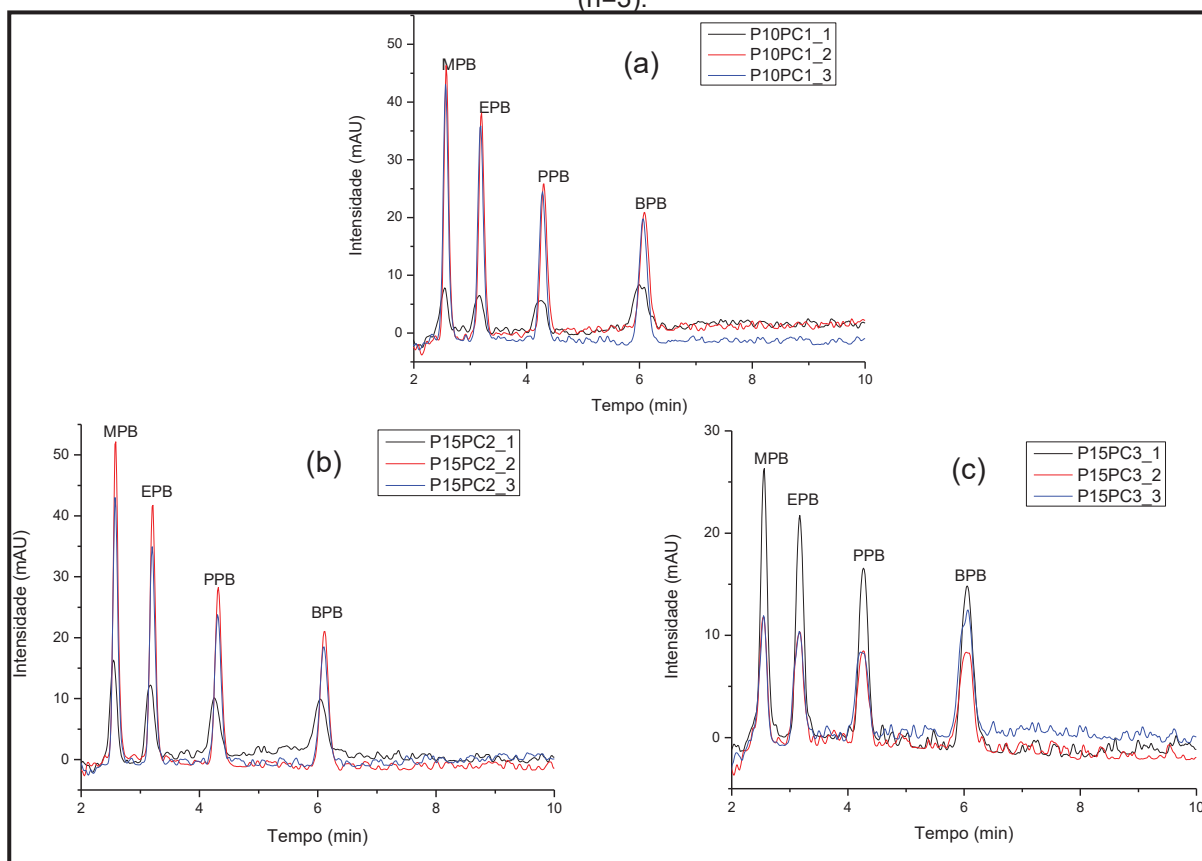 (n=3).
P10PC1_1
P10PC1_2
P10PC1_3
(a)
MPB
EPB
PPB
BPB
Intensidade (mAU)
50
40
30
20
10
0
2
4
6
8
10
Tempo (min)
P15PC2_1
P15PC2_2
P15PC2_3
(b)
MPB
EPB
PPB
BPB
Intensidade (mAU)
50
40
30
20
10
0
2
4
6
8
10
Tempo (min)
P15PC3_1
P15PC3_2
P15PC3_3
(c)
MPB
EPB
PPB
BPB
Intensidade (mAU)
30
20
10
0
2
4
6
8
10
Tempo (min)